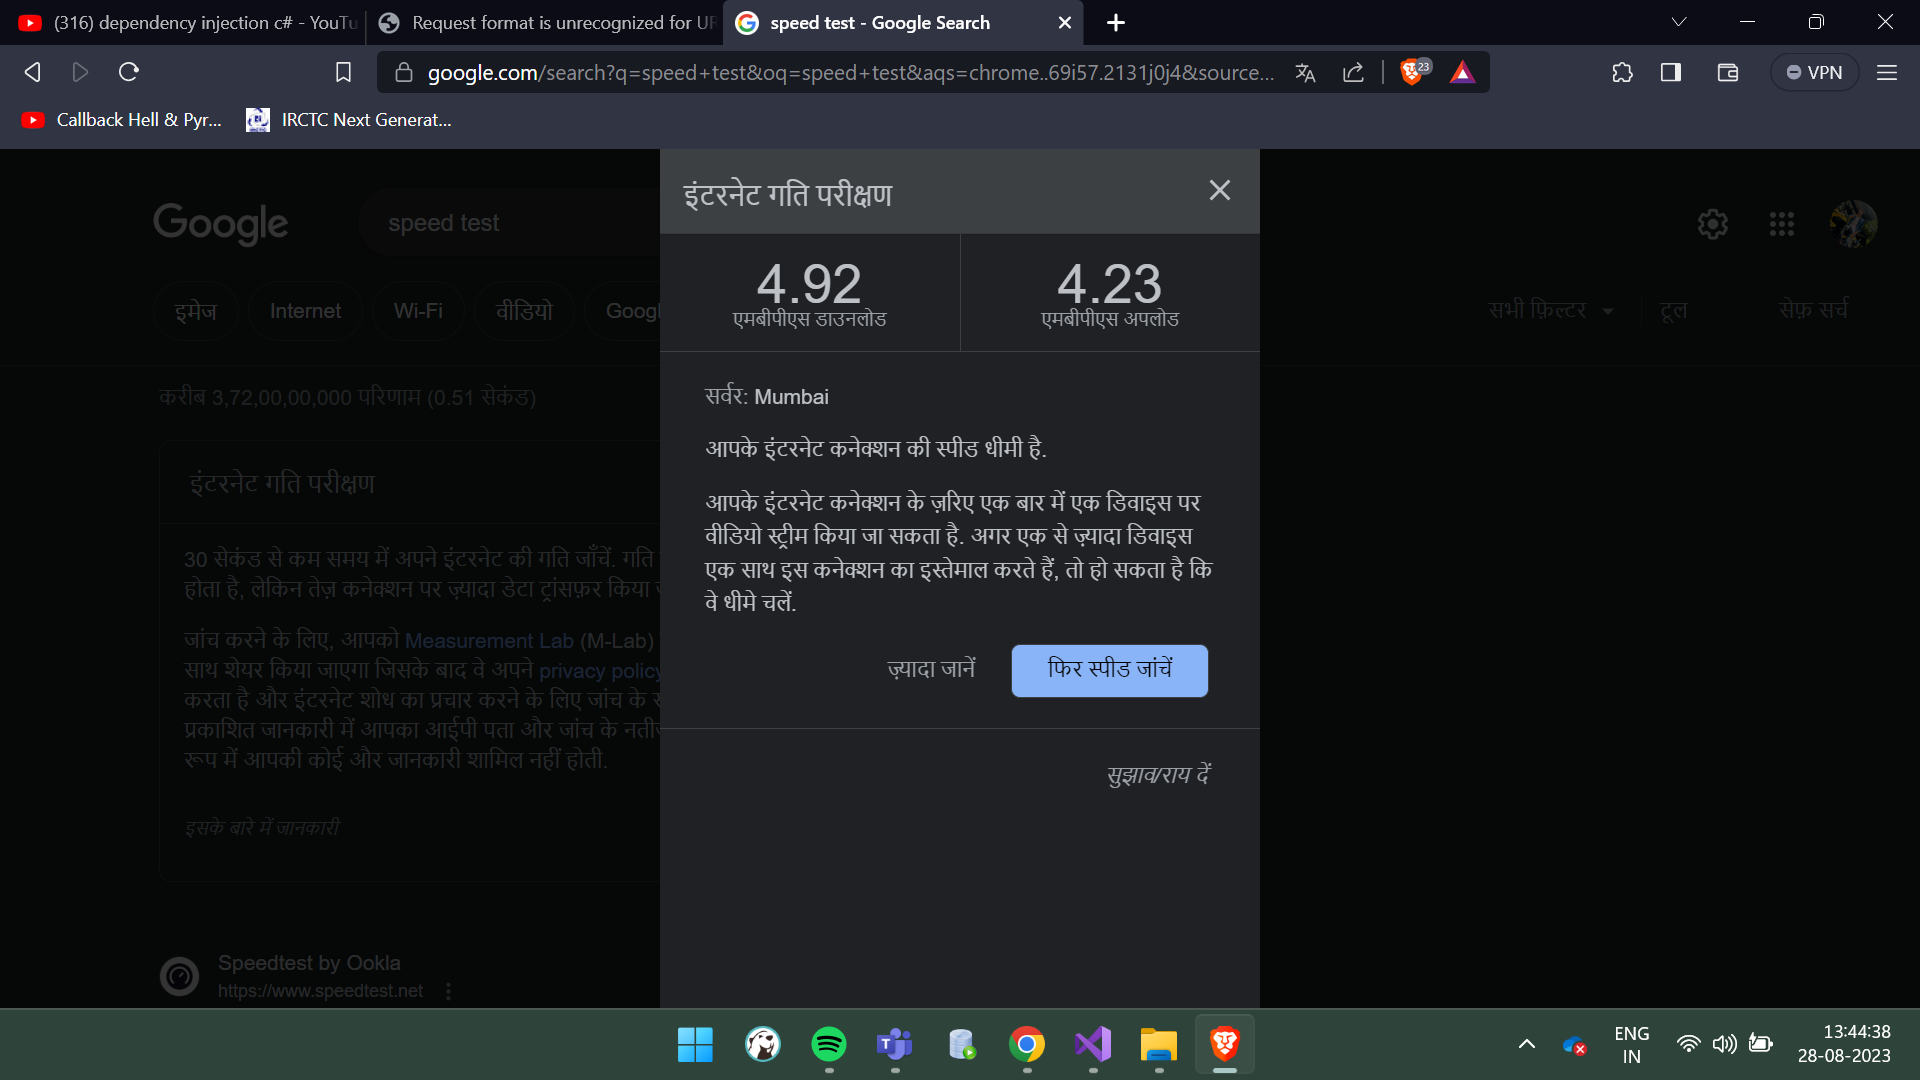 (316) dependency injection c# - YouTu
Request format is unrecognized for UR
speed test - Google Search
google.com/search?q=speed+test&oq=speed+test&aqs=chrome..69i57.2131j0j4&source...
23
VPN
Callback Hell & Pyr...
IRCTC Next Generat...
Google
speed test
इमेज
Internet
Wi-Fi
वीडियो
Googl
सभी फ़िल्टर
टूल
सेफ़ सर्च
करीब 3,72,00,00,000 परिणाम (0.51 सेकंड)
इंटरनेट गति परीक्षण
30 सेकंड से कम समय में अपने इंटरनेट की गति जाँचें. गति
होता है, लेकिन तेज़ कनेक्शन पर ज़्यादा डेटा ट्रांसफ़र किया
जांच करने के लिए, आपको Measurement Lab (M-Lab)
साथ शेयर किया जाएगा जिसके बाद वे अपने privacy policy
करता है और इंटरनेट शोध का प्रचार करने के लिए जांच के
प्रकाशित जानकारी में आपका आईपी पता और जांच के
रूप में आपकी कोई और जानकारी शामिल नहीं होती.
इसके बारे में जानकारी
Speedtest by Ookla
https://www.speedtest.net
इंटरनेट गति परीक्षण
4.92
एमबीपीएस डाउनलोड
4.23
एमबीपीएस अपलोड
सर्वर: Mumbai
आपके इंटरनेट कनेक्शन की स्पीड धीमी है.
आपके इंटरनेट कनेक्शन के ज़रिए एक बार में एक डिवाइस पर
वीडियो स्ट्रीम किया जा सकता है. अगर एक से ज़्यादा डिवाइस
एक साथ इस कनेक्शन का इस्तेमाल करते हैं, तो हो सकता है कि
वे धीमे चलें.
ज़्यादा जानें
फिर स्पीड जांचें
सुझाव/राय दें
ENG
IN
13:44:38
28-08-2023